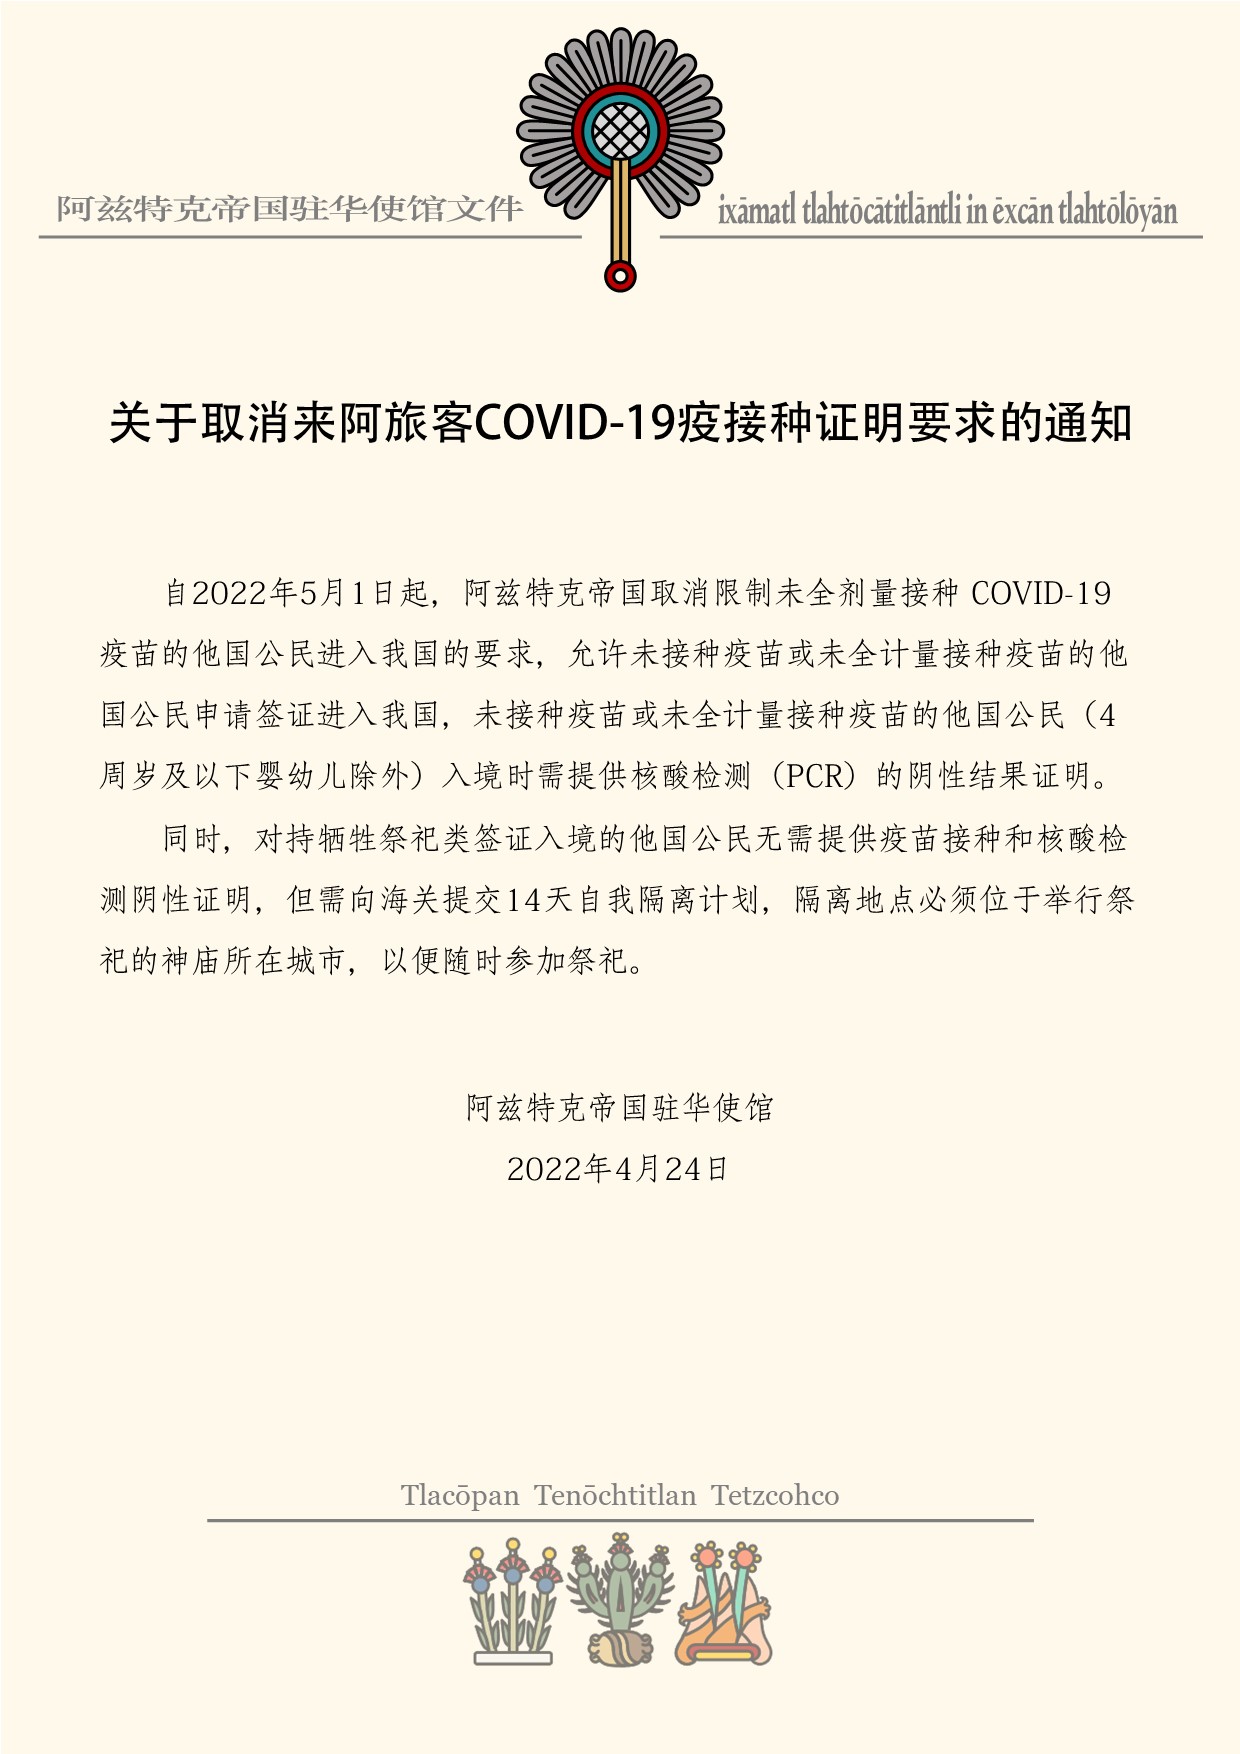 阿兹特克帝国驻华使馆文件
ixāmatl tlahtōcātitlāntli in ēxcān tlahtōlōyān
关于取消来阿旅客COVID-19疫接种证明要求的通知
自2022年5月1日起，阿兹特克帝国取消限制未全剂量接种 COVID-19
疫苗的他国公民进入我国的要求，允许未接种疫苗或未全计量接种疫苗的他
国公民申请签证进入我国，未接种疫苗或未全计量接种疫苗的他国公民（4
周岁及以下婴幼儿除外）入境时需提供核酸检测（PCR）的阴性结果证明。
同时，对持牺牲祭祀类签证入境的他国公民无需提供疫苗接种和核酸检
测阴性证明，但需向海关提交14天自我隔离计划，隔离地点必须位于举行祭
祀的神庙所在城市，以便随时参加祭祀。
阿兹特克帝国驻华使馆
2022年4月24日
Tlacōpan Tenōchtitlan Tetzcohco